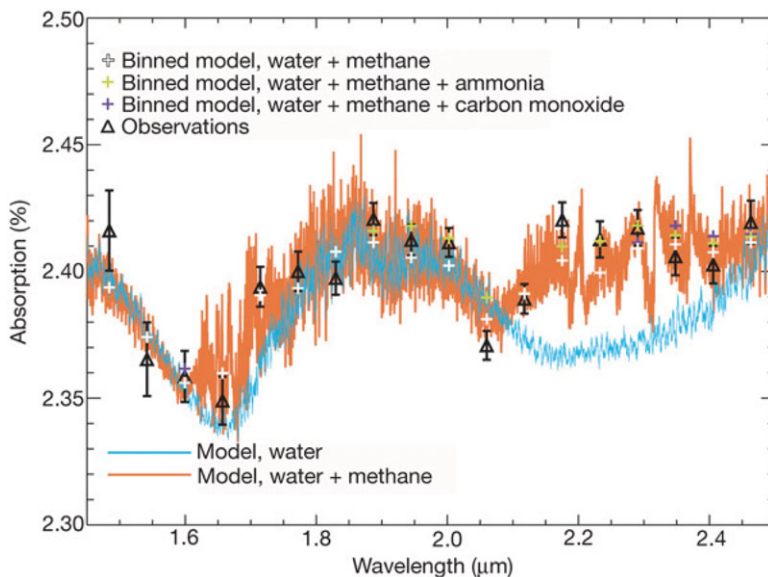 2.50
Binned model, water + methane
Binned model, water + methane + ammonia
Binned model, water + methane + carbon monoxide
Observations
2.45
Absorption (%)
2.40
2.35
Model, water
Model, water + methane
2.30
1.6 1.8 2.0 2.2 2.4
Wavelength (μm)